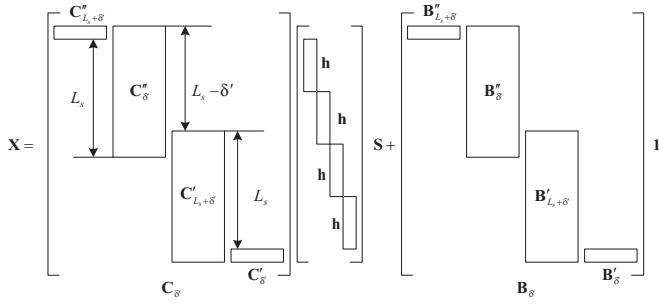 C″_{L_s+δ'} B″_{L_s+δ'}
h
L_s C″_{δ'} L_s−δ' B″_{δ'}
h
X = S + 1
h
C′_{L_s+δ'} L_s B′_{L_s+δ'}
h
C′_{δ'} B′_{δ'}
C_{δ'} B_{δ'}